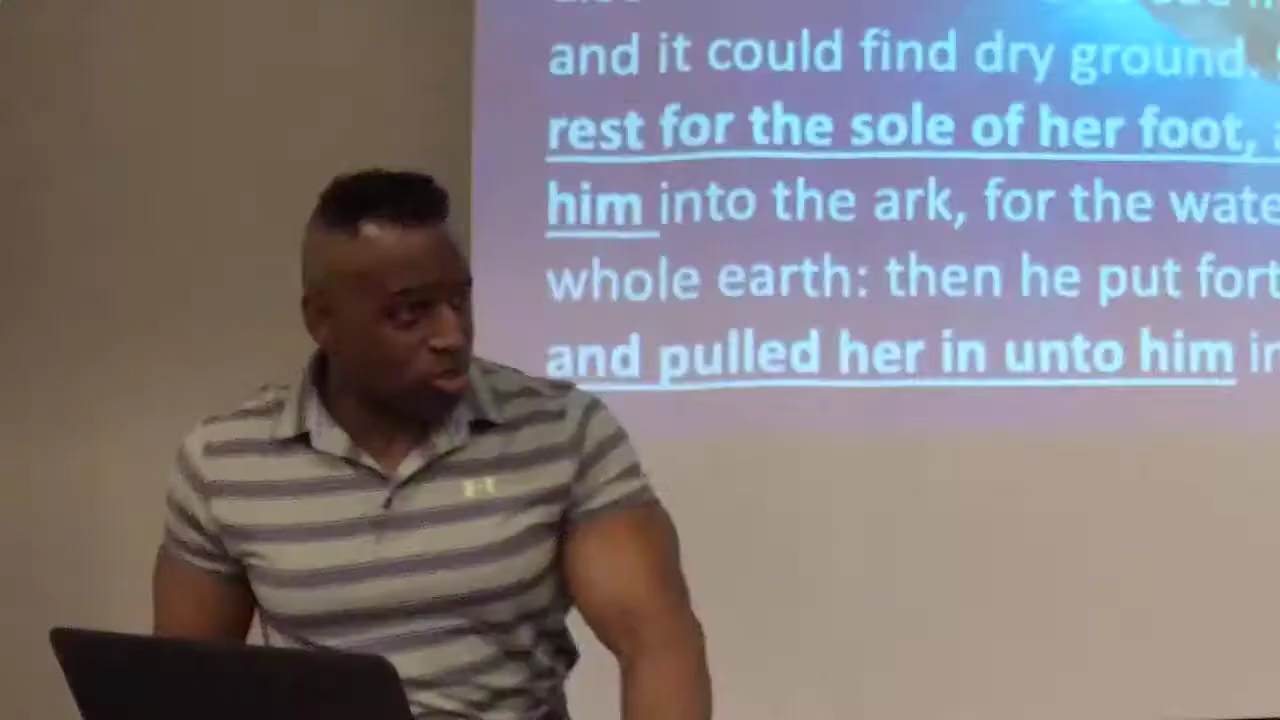 and it could find dry ground.
rest for the sole of her foot,
him into the ark, for the wate
whole earth: then he put fort
and pulled her in unto him in